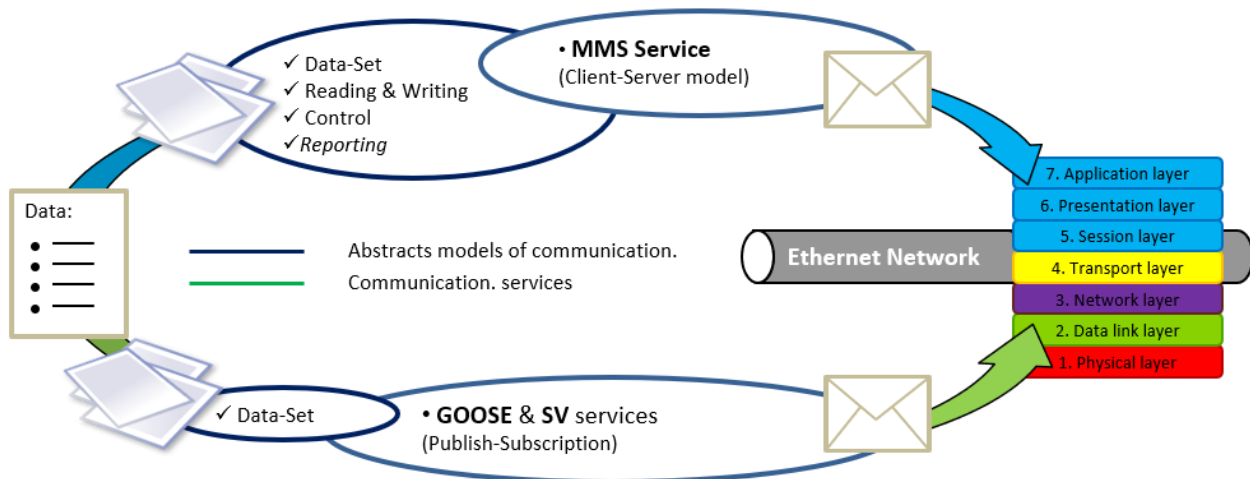 ✓ Data-Set
✓ Reading & Writing
✓ Control
✓ Reporting
• MMS Service
(Client-Server model)
Data:
Abstracts models of communication.
Communication. services
Ethernet Network
7. Application layer
6. Presentation layer
5. Session layer
4. Transport layer
3. Network layer
2. Data link layer
1. Physical layer
✓ Data-Set
• GOOSE & SV services
(Publish-Subscription)